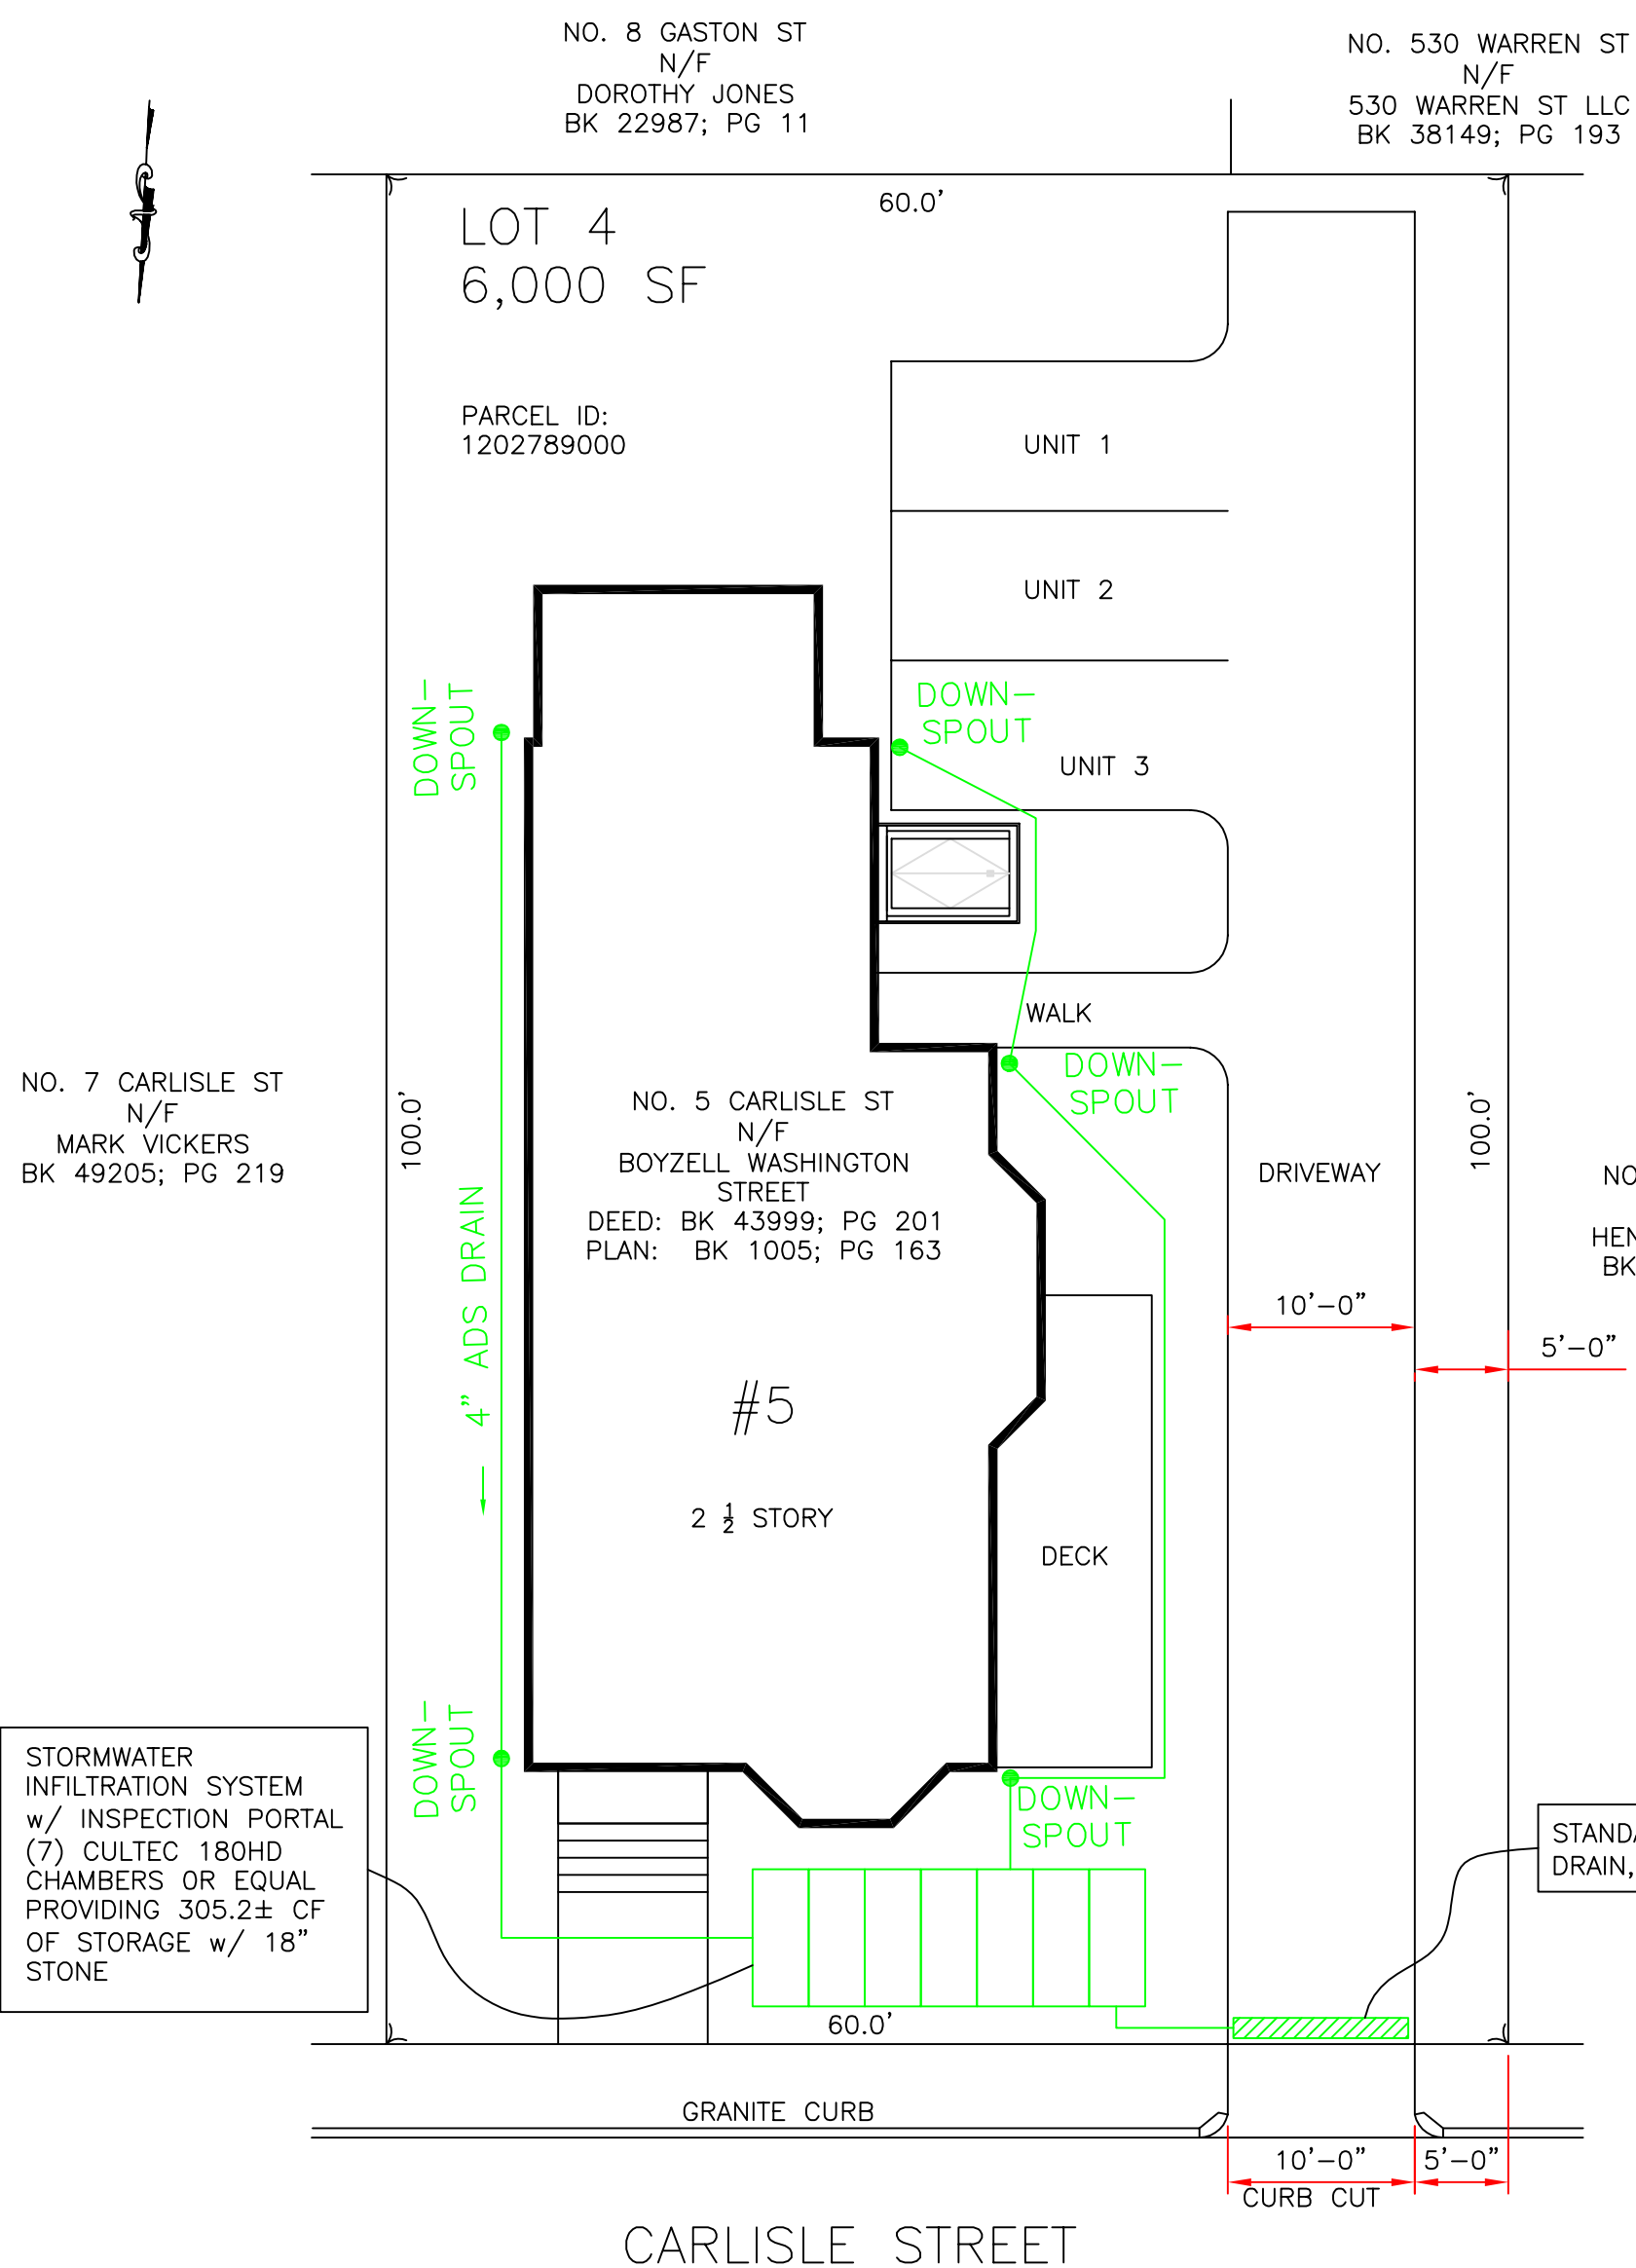 NO. 8 GASTON ST
N/F
DOROTHY JONES
BK 22987; PG 11
NO. 530 WARREN ST
N/F
530 WARREN ST LLC
BK 38149; PG 193
60.0'
LOT 4
6,000 SF
PARCEL ID:
1202789000
UNIT 1
UNIT 2
UNIT 3
DOWN-
SPOUT
DOWN-
SPOUT
WALK
DOWN-
SPOUT
NO. 7 CARLISLE ST
N/F
MARK VICKERS
BK 49205; PG 219
100.0'
NO. 5 CARLISLE ST
N/F
BOYZELL WASHINGTON
STREET
DEED: BK 43999; PG 201
PLAN: BK 1005; PG 163
DRIVEWAY
100.0'
NO
HEN
BK
4" ADS DRAIN
10'-0"
5'-0"
#5
2 ½ STORY
DECK
DOWN-
SPOUT
DOWN-
SPOUT
STORMWATER
INFILTRATION SYSTEM
w/ INSPECTION PORTAL
(7) CULTEC 180HD
CHAMBERS OR EQUAL
PROVIDING 305.2± CF
OF STORAGE w/ 18"
STONE
STANDA
DRAIN,
60.0'
GRANITE CURB
10'-0"
5'-0"
CURB CUT
CARLISLE STREET